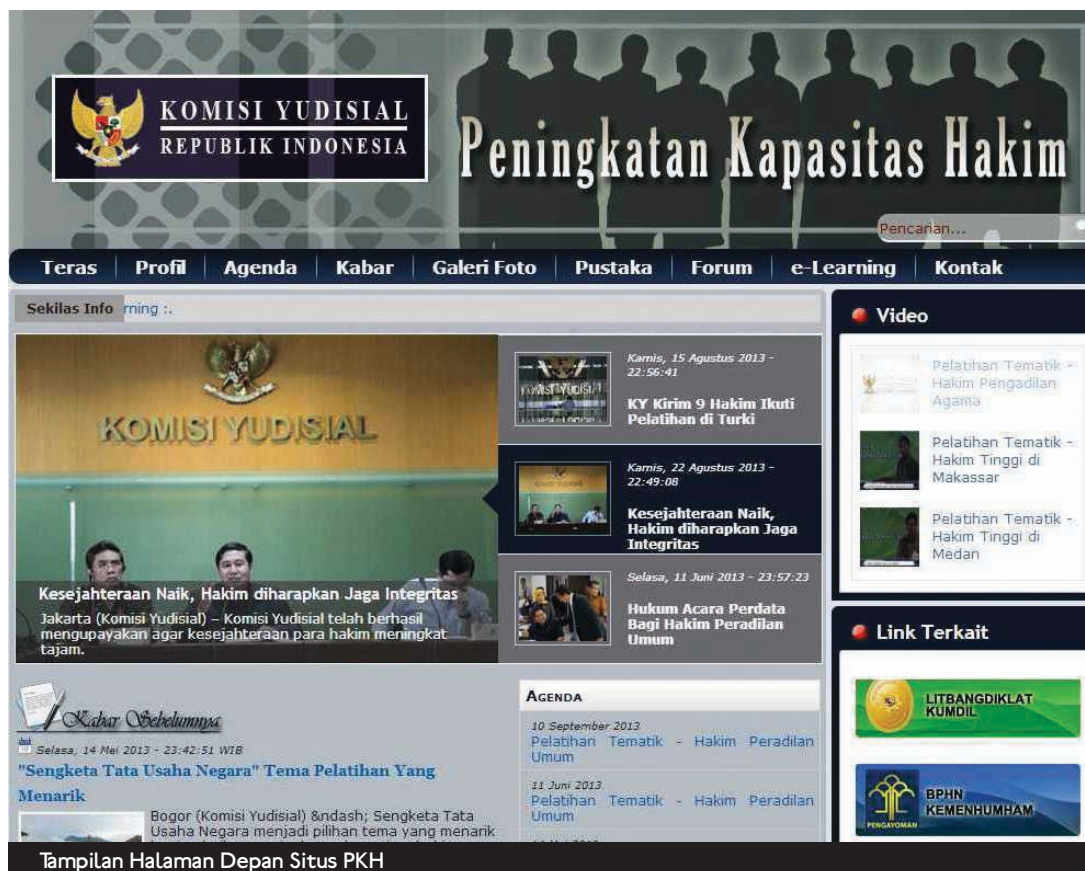 KOMISI YUDISIAL
REPUBLIK INDONESIA
Peningkatan Kapasitas Hakim
Pencarian...
Teras Profil Agenda Kabar Galeri Foto Pustaka Forum e-Learning Kontak
Sekilas Info rning :.
KOMISI YUDISIAL
Kesejahteraan Naik, Hakim diharapkan Jaga Integritas
Jakarta (Komisi Yudisial) – Komisi Yudisial telah berhasil
mengupayakan agar kesejahteraan para hakim meningkat
tajam.
Kamis, 15 Agustus 2013 -
22:56:41
KY Kirim 9 Hakim Ikuti
Pelatihan di Turki
Kamis, 22 Agustus 2013 -
22:49:08
Kesejahteraan Naik,
Hakim diharapkan Jaga
Integritas
Selasa, 11 Juni 2013 - 23:57:23
Hukum Acara Perdata
Bagi Hakim Peradilan
Umum
Video
Pelatihan Tematik -
Hakim Pengadilan
Agama
Pelatihan Tematik -
Hakim Tinggi di
Makassar
Pelatihan Tematik -
Hakim Tinggi di
Medan
Link Terkait
LITBANGDIKLAT
KUMDIL
PENGAYOMAN
BPHN
KEMENHUMHAM
Kabar Sebelumnya
Selasa, 14 Mei 2013 - 23:42:51 WIB
"Sengketa Tata Usaha Negara" Tema Pelatihan Yang
Menarik
Bogor (Komisi Yudisial) &ndash; Sengketa Tata
Usaha Negara menjadi pilihan tema yang menarik
AGENDA
10 September 2013
Pelatihan Tematik - Hakim Peradilan
Umum
11 Juni 2013
Pelatihan Tematik - Hakim Peradilan
Umum
Tampilan Halaman Depan Situs PKH